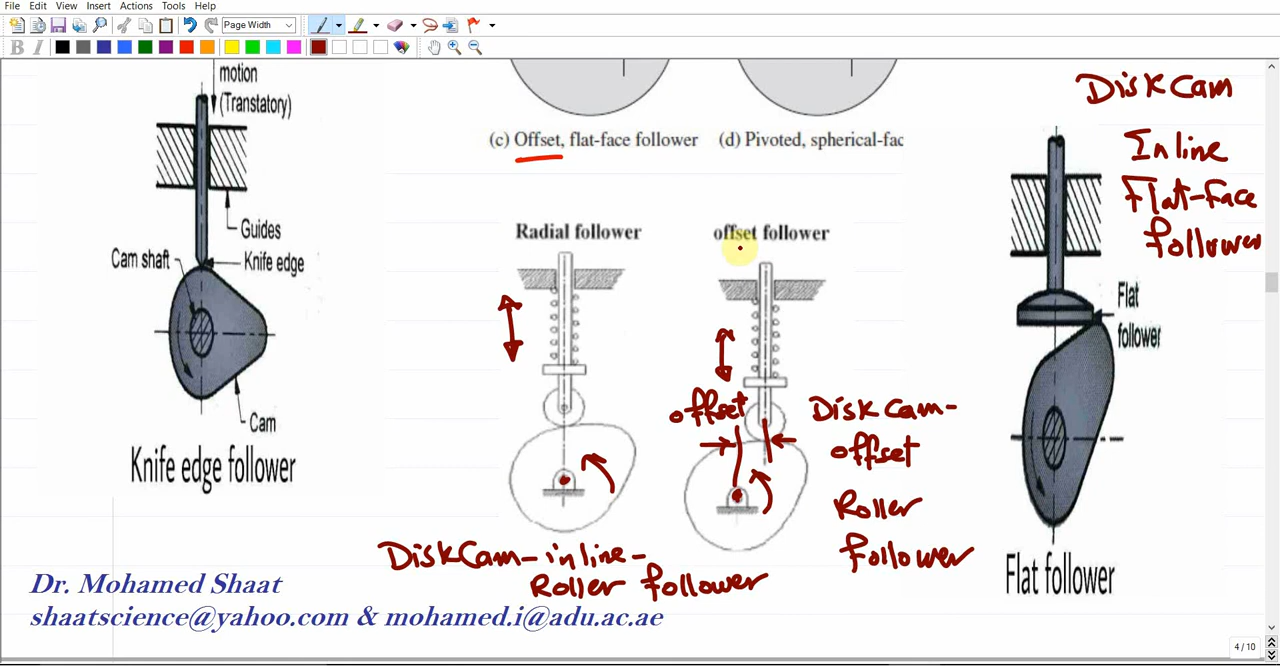 File Edit View Insert Actions Tools Help
Page Width
B I
motion
(Translatory)
Guides
Cam shaft
Knife edge
Cam
Knife edge follower
(c) Offset, flat-face follower
(d) Pivoted, spherical-fac
Radial follower
offset follower
offset
Disk Cam-
offset
Roller
follower
Disk Cam-inline-
Roller follower
Disk Cam
Inline
Flat-Face
follower
Flat
follower
Flat follower
Dr. Mohamed Shaat
shaatscience@yahoo.com & mohamed.i@adu.ac.ae
4 / 10